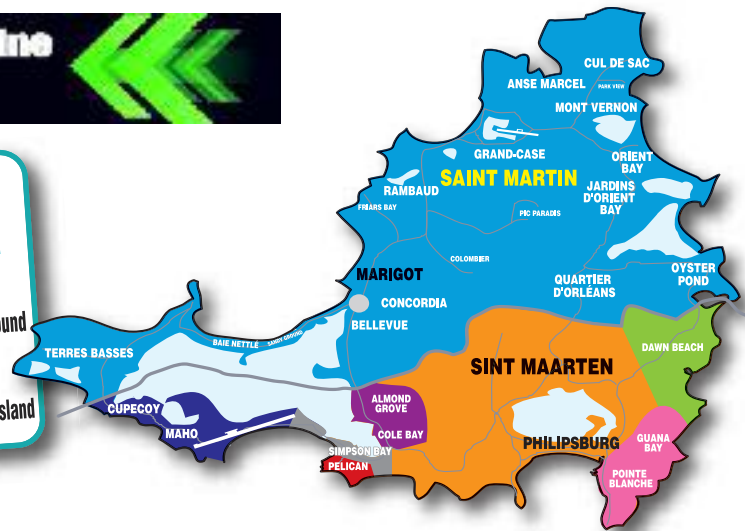 CUL DE SAC
ANSE MARCEL
PARK VIEW
MONT VERNON
GRAND-CASE
ORIENT
BAY
SAINT MARTIN
RAMBAUD
JARDINS
D'ORIENT
BAY
FRIARS BAY
PIC PARADIS
COLOMBIER
MARIGOT
OYSTER
POND
QUARTIER
D'ORLÉANS
CONCORDIA
BELLEVUE
BAIE NETTLÉ
SANDY GROUND
TERRES BASSES
DAWN BEACH
SINT MAARTEN
ALMOND
GROVE
CUPECOY
MAHO
COLE BAY
PHILIPSBURG
GUANA
BAY
SIMPSON BAY
PELICAN
POINTE
BLANCHE